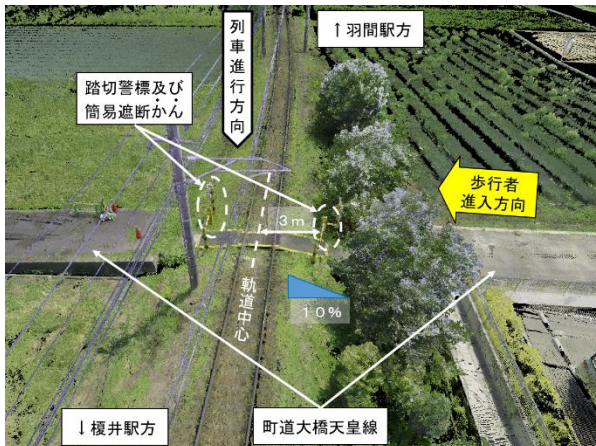 ↑羽間駅方
列車進行方向
踏切警標及び
簡易遮断かん
歩行者
進入方向
3m
軌道中心
10%
↓榎井駅方
町道大橋天皇線